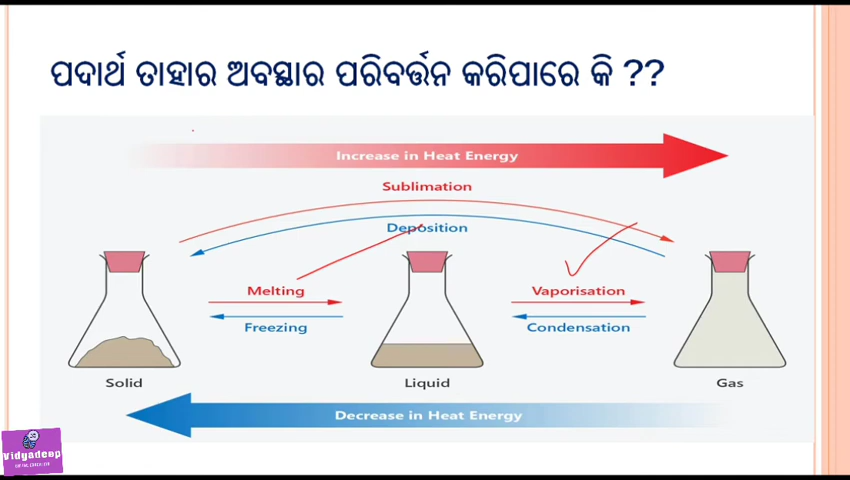 ପଦାର୍ଥ ତାହାର ଅବସ୍ଥାର ପରିବର୍ତ୍ତନ କରିପାରେ କି ??
Increase in Heat Energy
Sublimation
Deposition
Melting
Vaporisation
Freezing
Condensation
Solid
Liquid
Gas
Decrease in Heat Energy
Vidyadeep